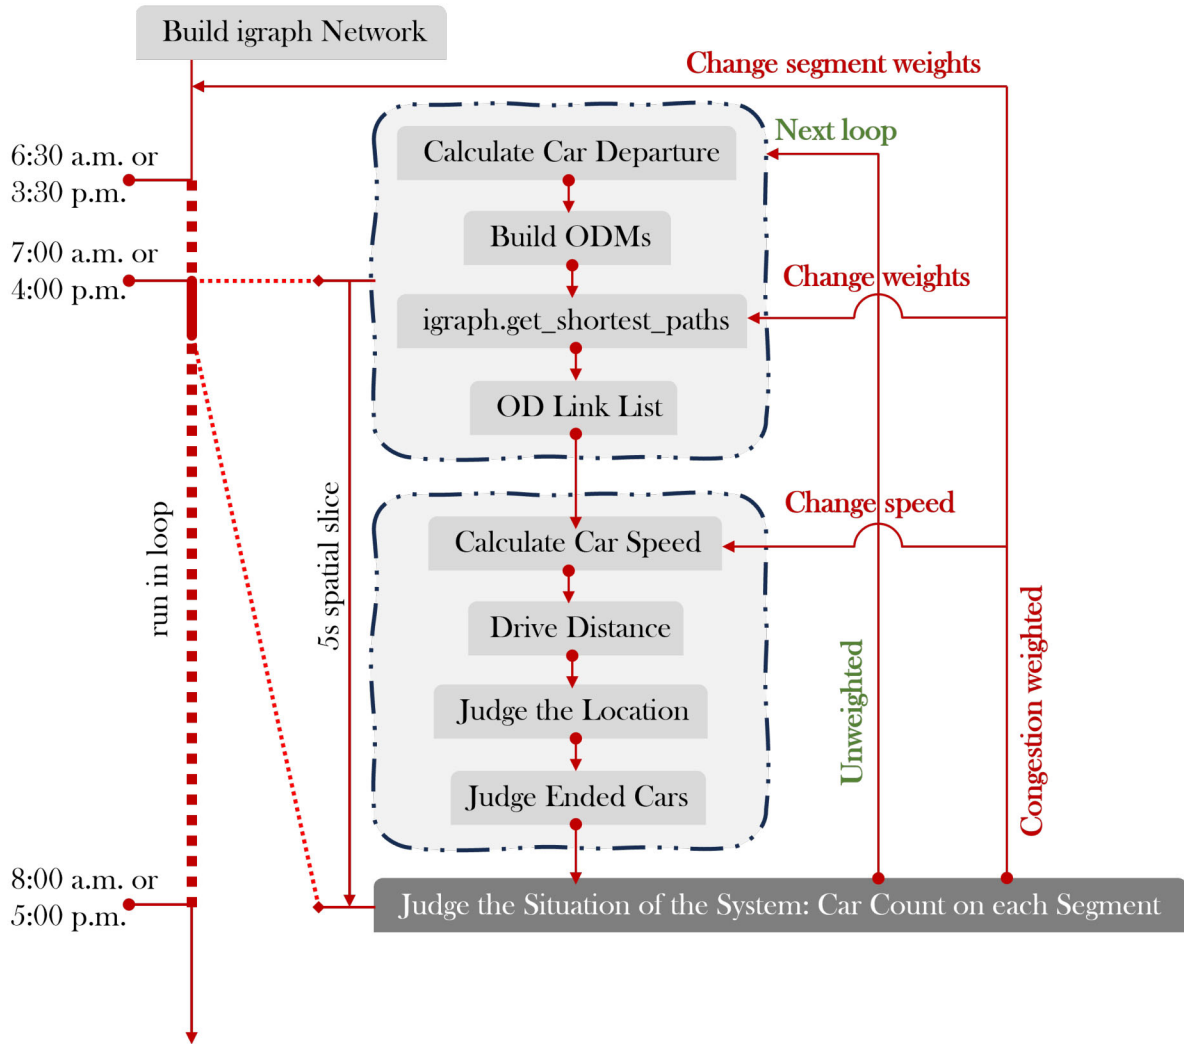 Build igraph Network
Change segment weights
Next loop
6:30 a.m. or
3:30 p.m.
Calculate Car Departure
Build ODMs
7:00 a.m. or
4:00 p.m.
Change weights
igraph.get_shortest_paths
OD Link List
run in loop
5s spatial slice
Change speed
Calculate Car Speed
Drive Distance
Judge the Location
Judge Ended Cars
Unweighted
Congestion weighted
8:00 a.m. or
5:00 p.m.
Judge the Situation of the System: Car Count on each Segment